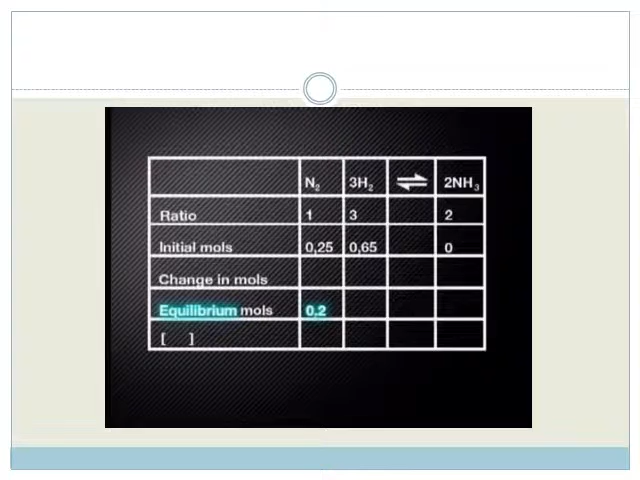 N₂ 3H₂ ⇌ 2NH₃
Ratio 1 3 2
Initial mols 0,25 0,65 0
Change in mols
Equilibrium mols 0,2
[ ]